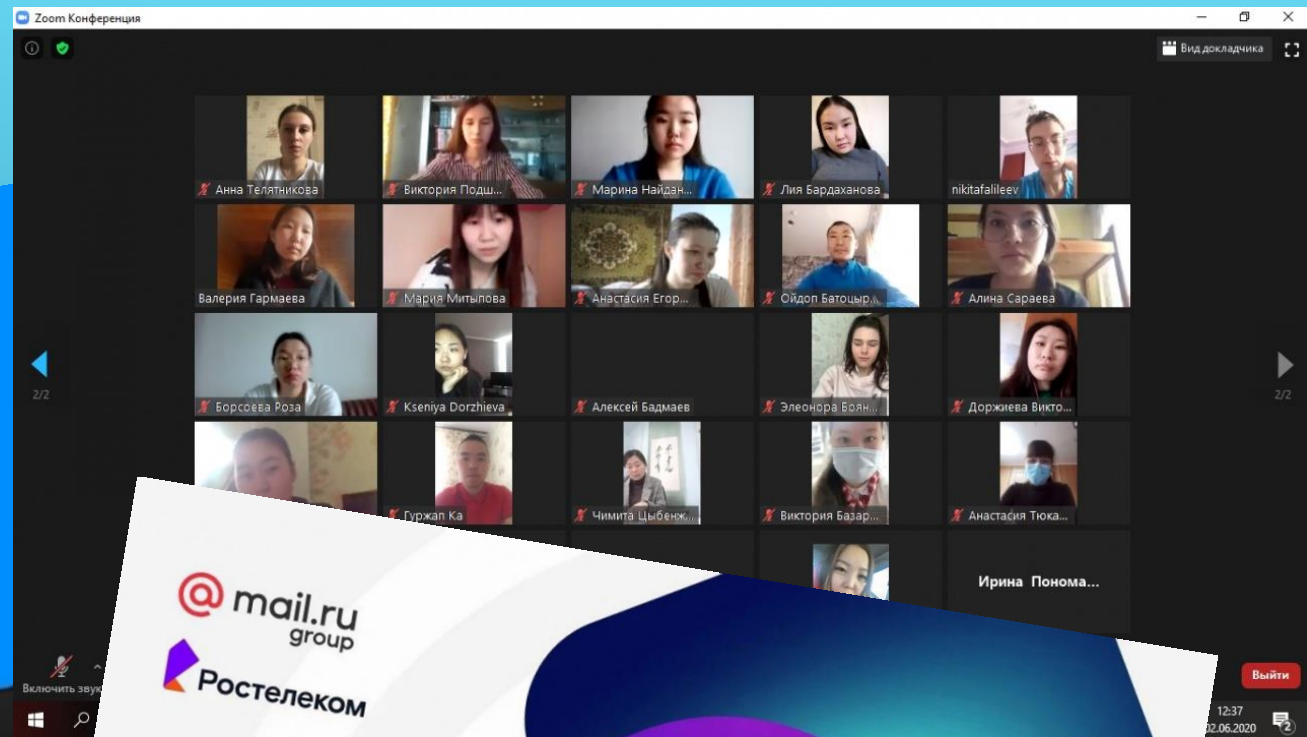 Zoom Конференция
Вид докладчика
Анна Телятникова
Виктория Подш...
Марина Найдан...
Лия Бардаханова
nikitafalileev
Валерия Гармаева
Мария Митыпова
Анастасия Егор...
Ойдоп Батоцыр...
Алина Сараева
2/2
2/2
Борсоева Роза
Kseniya Dorzhieva
Алексей Бадмаев
Элеонора Боян...
Доржиева Викто...
Гуржап Ка
Чимита Цыбенж...
Виктория Базар...
Анастасия Тюка...
Ирина Понома...
@mail.ru
group
Ростелеком
Включить звук
Выйти
12:37
02.06.2020
2